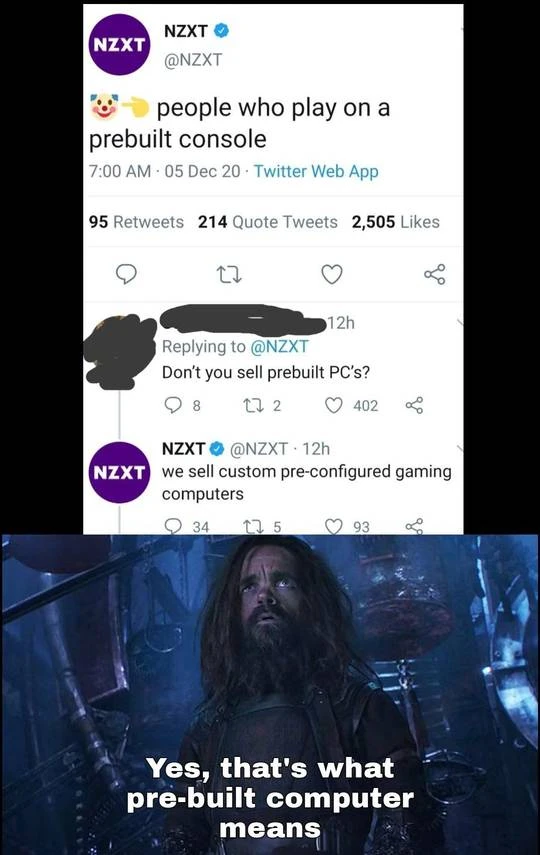 NZXT
NZXT
@NZXT
🤡👈 people who play on a
prebuilt console
7:00 AM · 05 Dec 20 · Twitter Web App
95 Retweets 214 Quote Tweets 2,505 Likes
12h
Replying to @NZXT
Don't you sell prebuilt PC's?
8 2 402
NZXT
NZXT @NZXT · 12h
we sell custom pre-configured gaming
computers
34 5 93
Yes, that's what
pre-built computer
means